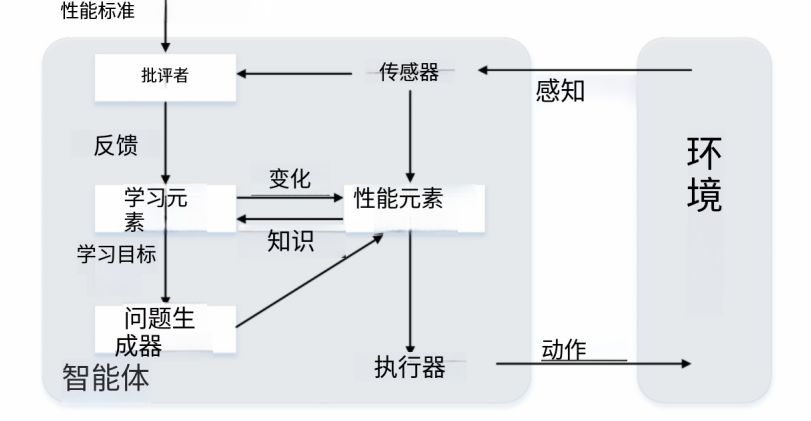 性能标准
批评者
传感器
感知
反馈
环
境
变化
学习元
素
性能元素
知识
学习目标
问题生
成器
动作
执行器
智能体